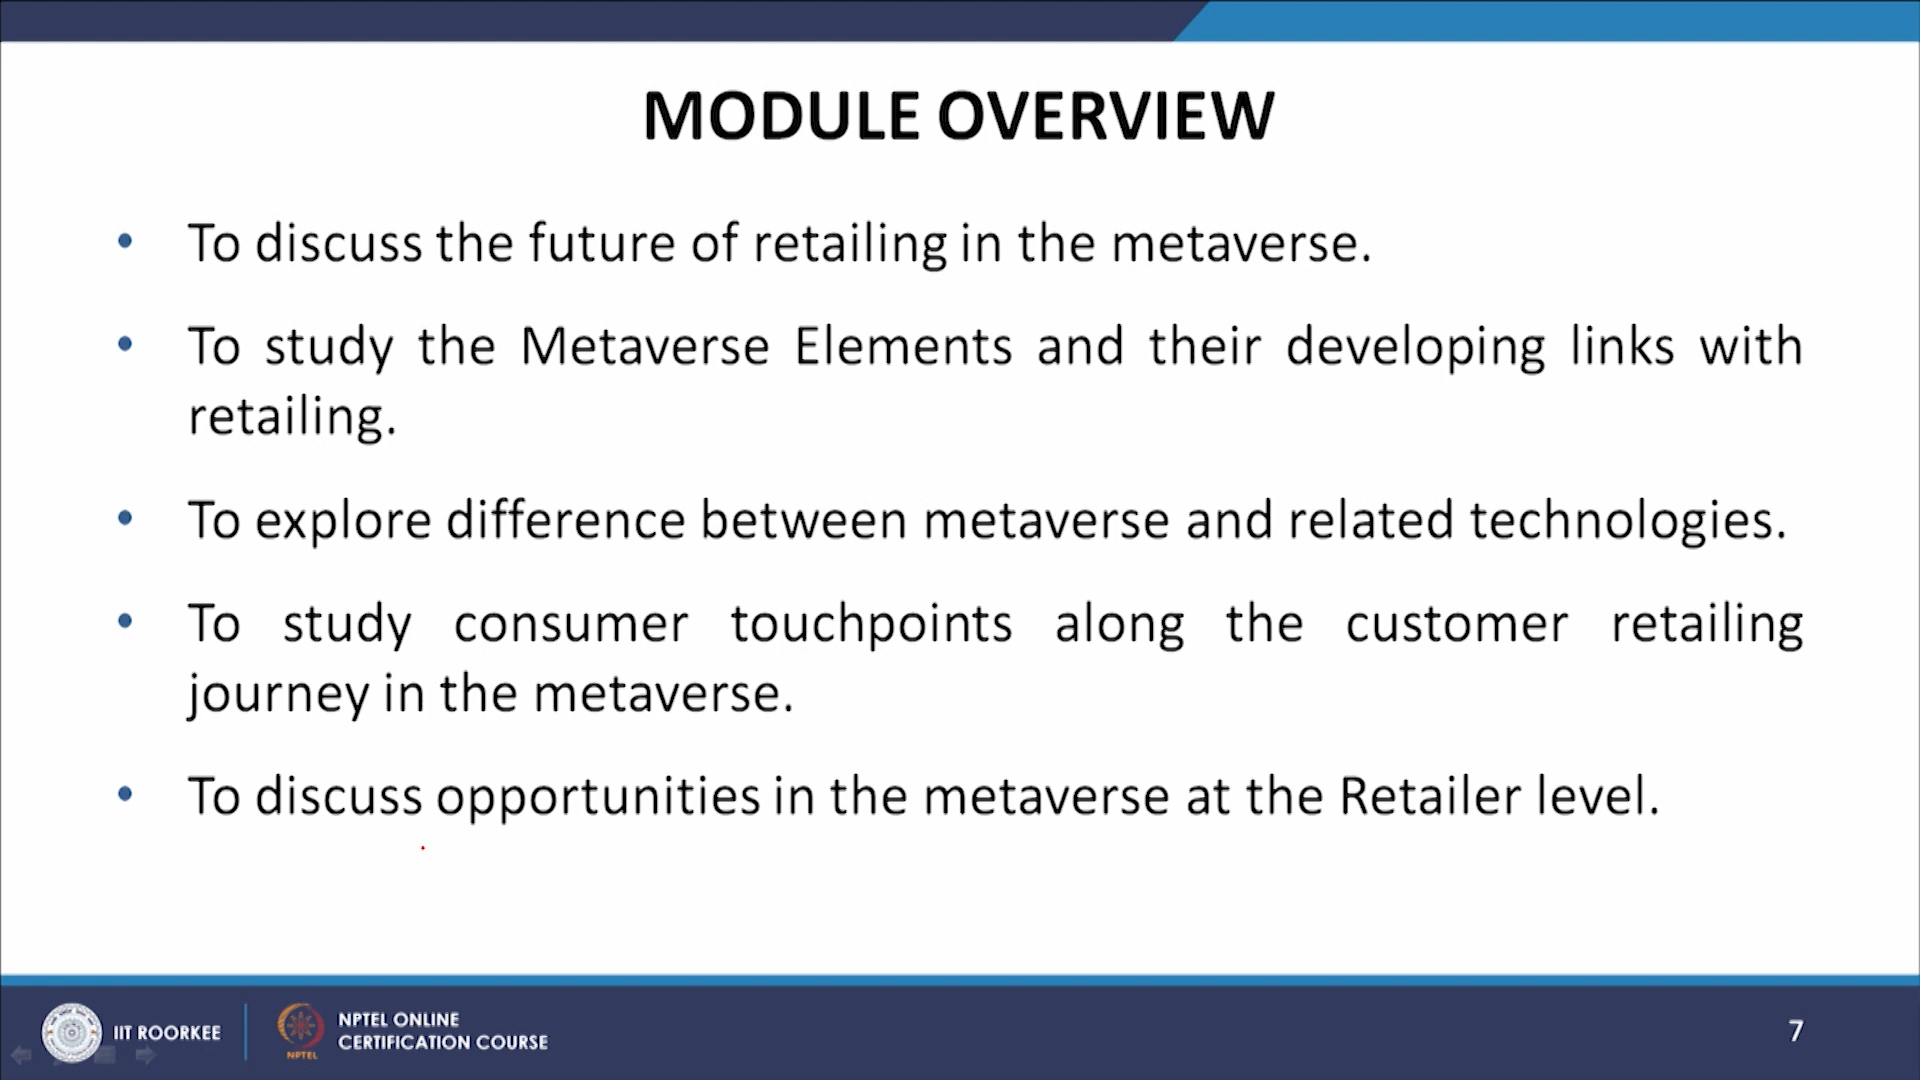 MODULE OVERVIEW
• To discuss the future of retailing in the metaverse.
• To study the Metaverse Elements and their developing links with
retailing.
• To explore difference between metaverse and related technologies.
• To study consumer touchpoints along the customer retailing
journey in the metaverse.
• To discuss opportunities in the metaverse at the Retailer level.
IIT ROORKEE
NPTEL
NPTEL ONLINE
CERTIFICATION COURSE
7